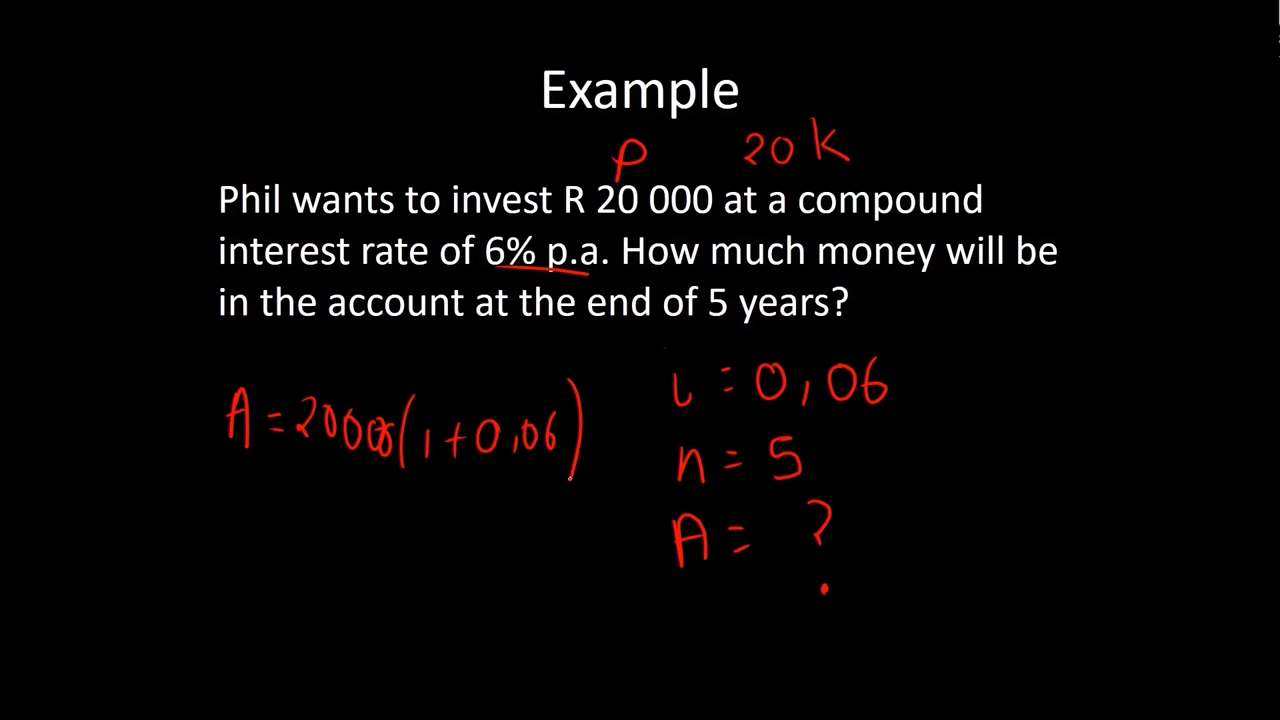 Example
P 20 K
Phil wants to invest R 20 000 at a compound
interest rate of 6% p.a. How much money will be
in the account at the end of 5 years?
i = 0,06
A = 20000(1+0,06)
n = 5
A = ?